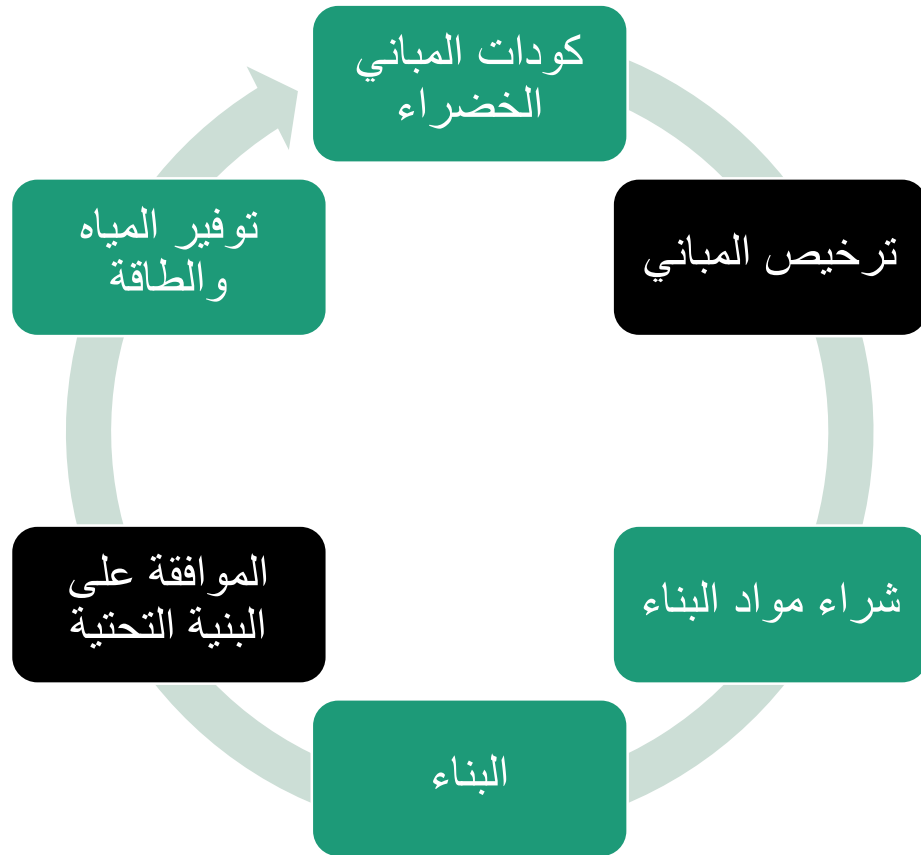 كودات المباني
الخضراء
ترخيص المباني
شراء مواد البناء
البناء
الموافقة على
البنية التحتية
توفير المياه
والطاقة